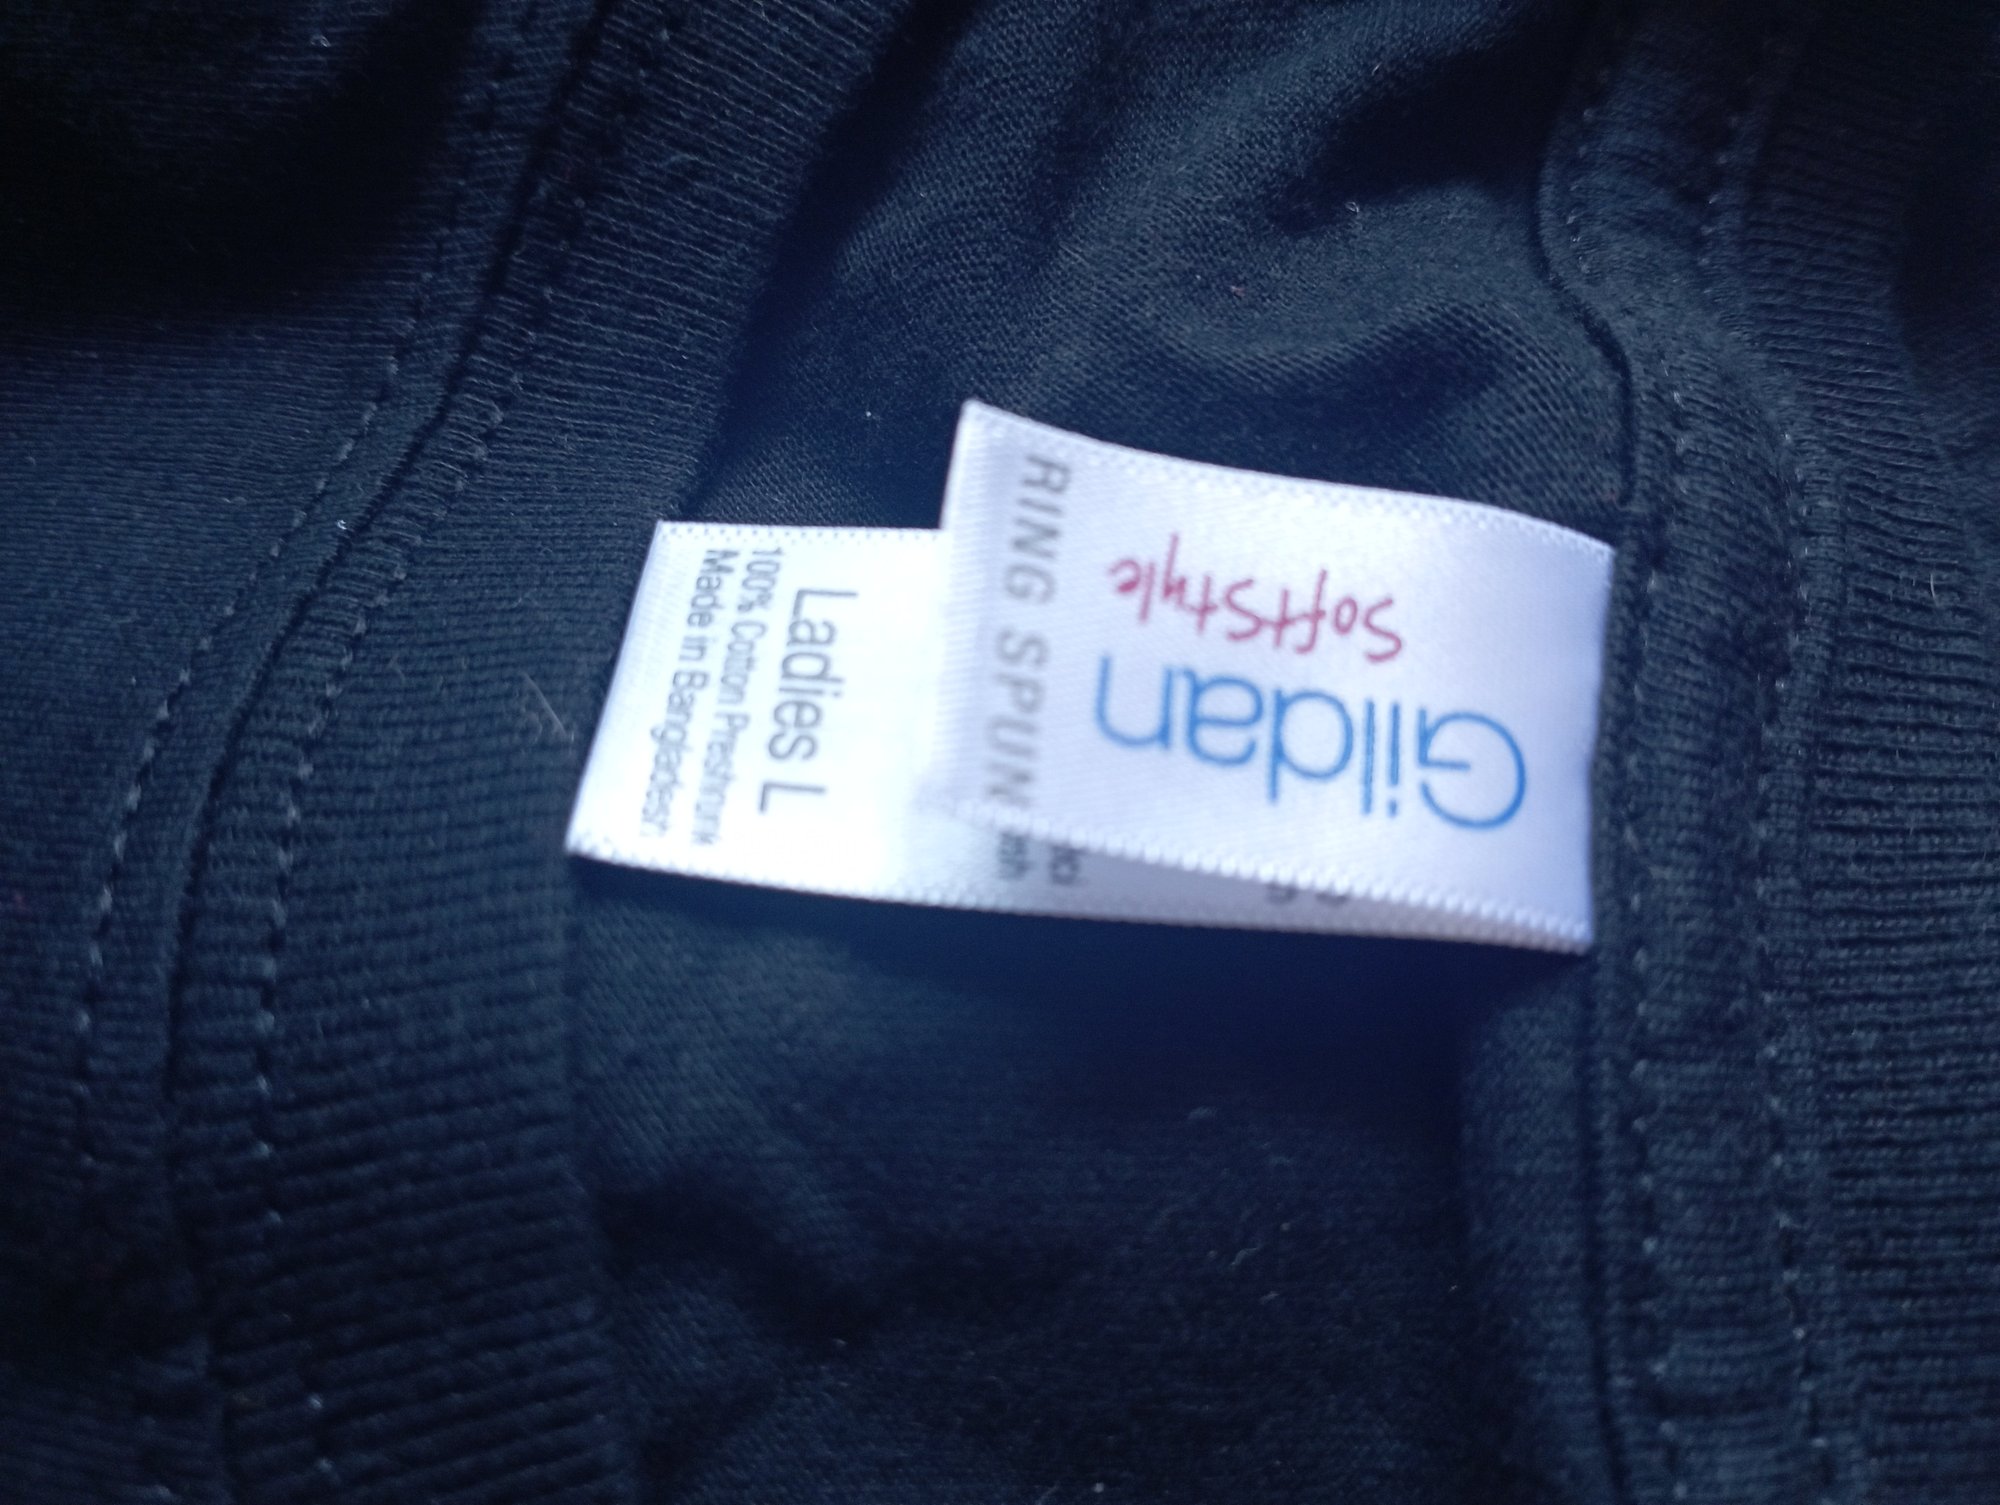 Gildan
Softstyle
RING SPUN
Ladies L
100% Cotton Preshrunk
Made in Bangladesh